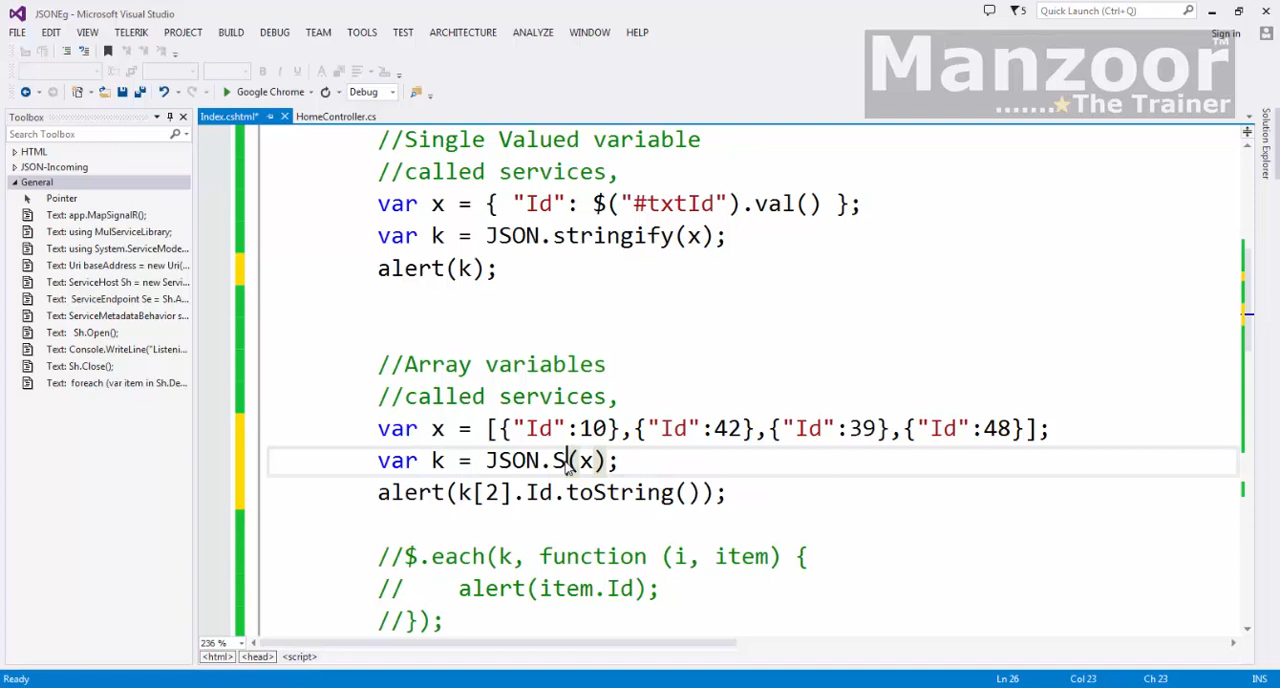 JSONEg - Microsoft Visual Studio
5
Quick Launch (Ctrl+Q)
FILE EDIT VIEW TELERIK PROJECT BUILD DEBUG TEAM TOOLS TEST ARCHITECTURE ANALYZE WINDOW HELP
Sign in
Manzoor™
.......★The Trainer
Google Chrome
Debug
Toolbox
Index.cshtml*
HomeController.cs
Search Toolbox
HTML
JSON-Incoming
General
Pointer
Text: app.MapSignalR();
Text: using MulServiceLibrary;
Text: using System.ServiceMode...
Text: Uri baseAddress = new Uri(...
Text: ServiceHost Sh = new Servi...
Text: ServiceEndpoint Se = Sh.A...
Text: ServiceMetadataBehavior s...
Text: Sh.Open();
Text: Console.WriteLine("Listeni...
Text: Sh.Close();
Text: foreach (var item in Sh.De...
Solution Explorer
//Single Valued variable
//called services,
var x = { "Id": $("#txtId").val() };
var k = JSON.stringify(x);
alert(k);
//Array variables
//called services,
var x = [{"Id":10},{"Id":42},{"Id":39},{"Id":48}];
var k = JSON.S(x);
alert(k[2].Id.toString());
//$.each(k, function (i, item) {
//    alert(item.Id);
//});
236 %
<html> <head> <script>
Ready
Ln 26
Col 23
Ch 23
INS